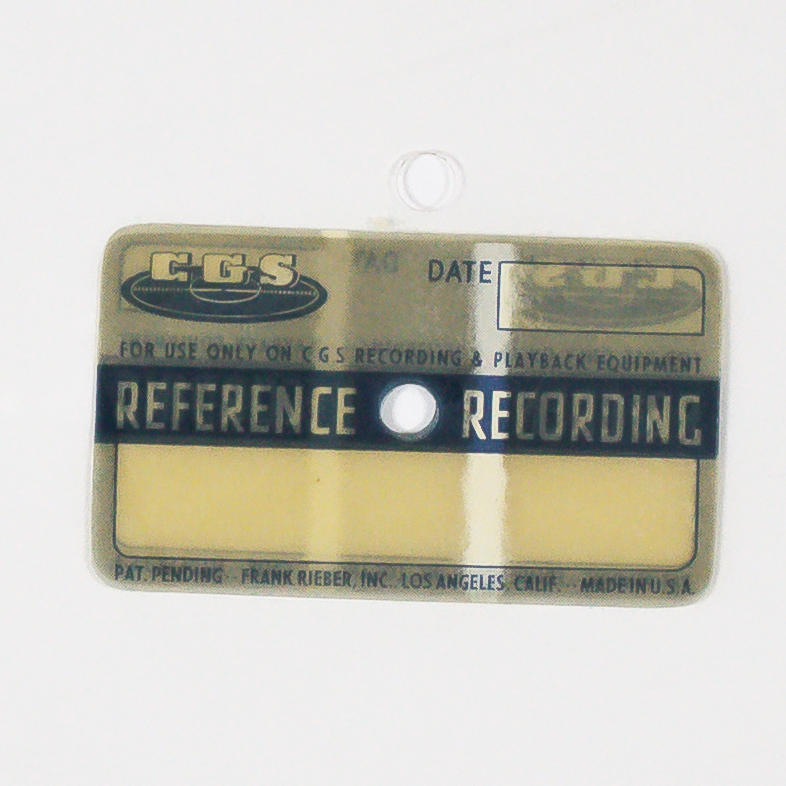 CGS
DATE
FOR USE ONLY ON CGS RECORDING & PLAYBACK EQUIPMENT
REFERENCE RECORDING
PAT. PENDING · FRANK RIEBER, INC. LOS ANGELES, CALIF. · MADE IN U.S.A.